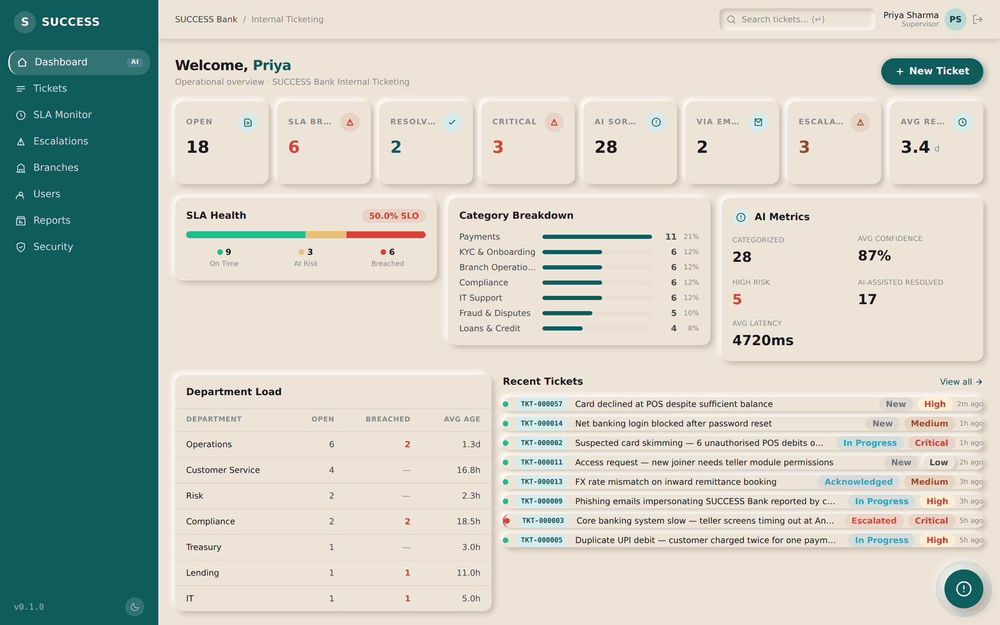 S SUCCESS
Dashboard AI
Tickets
SLA Monitor
Escalations
Branches
Users
Reports
Security
v0.1.0
SUCCESS Bank / Internal Ticketing
Search tickets... (↵)
Priya Sharma
Supervisor
PS
Welcome, Priya
Operational overview · SUCCESS Bank Internal Ticketing
+ New Ticket
OPEN
18
SLA BR...
6
RESOLV...
2
CRITICAL
3
AI SOR...
28
VIA EM...
2
ESCALA...
3
AVG RE...
3.4 d
SLA Health
50.0% SLO
9
On Time
3
At Risk
6
Breached
Category Breakdown
Payments 11 21%
KYC & Onboarding 6 12%
Branch Operatio... 6 12%
Compliance 6 12%
IT Support 6 12%
Fraud & Disputes 5 10%
Loans & Credit 4 8%
AI Metrics
CATEGORIZED
28
AVG CONFIDENCE
87%
HIGH RISK
5
AI-ASSISTED RESOLVED
17
AVG LATENCY
4720ms
Department Load
DEPARTMENT OPEN BREACHED AVG AGE
Operations 6 2 1.3d
Customer Service 4 — 16.8h
Risk 2 — 2.3h
Compliance 2 2 18.5h
Treasury 1 — 3.0h
Lending 1 1 11.0h
IT 1 1 5.0h
Recent Tickets
View all →
TKT-000057 Card declined at POS despite sufficient balance New High 2m ago
TKT-000014 Net banking login blocked after password reset New Medium 1h ago
TKT-000002 Suspected card skimming — 6 unauthorised POS debits o... In Progress Critical 1h ago
TKT-000011 Access request — new joiner needs teller module permissions New Low 2h ago
TKT-000013 FX rate mismatch on inward remittance booking Acknowledged Medium 3h ago
TKT-000009 Phishing emails impersonating SUCCESS Bank reported by c... In Progress High 3h ago
TKT-000003 Core banking system slow — teller screens timing out at An... Escalated Critical 5h ago
TKT-000005 Duplicate UPI debit — customer charged twice for one paym... In Progress High 5h ago